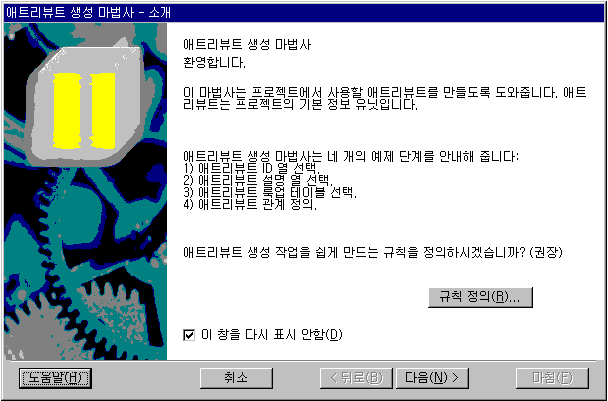 애트리뷰트 생성 마법사 - 소개
애트리뷰트 생성 마법사
환영합니다.
이 마법사는 프로젝트에서 사용할 애트리뷰트를 만들도록 도와줍니다. 애트
리뷰트는 프로젝트의 기본 정보 유닛입니다.
애트리뷰트 생성 마법사는 네 개의 예제 단계를 안내해 줍니다:
1) 애트리뷰트 ID 열 선택.
2) 애트리뷰트 설명 열 선택.
3) 애트리뷰트 룩업 테이블 선택.
4) 애트리뷰트 관계 정의.
애트리뷰트 생성 작업을 쉽게 만드는 규칙을 정의하시겠습니까? (권장)
규칙 정의(R)...
이 창을 다시 표시 안함(D)
도움말(H) 취소 < 뒤로(B) 다음(N) > 마침(F)